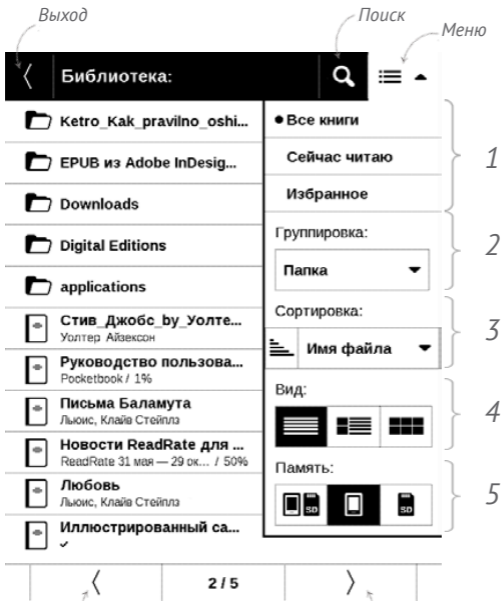 Выход
Поиск
Меню
Библиотека:
Ketro_Kak_pravilno_oshi...
EPUB из Adobe InDesig...
Downloads
Digital Editions
applications
Стив_Джобс_by_Уолте...
Уолтер Айзексон
Руководство пользова...
Pocketbook / 1%
Письма Баламута
Льюис, Клайв Стейплз
Новости ReadRate для ...
ReadRate 31 мая — 29 ок... / 50%
Любовь
Льюис, Клайв Стейплз
Иллюстрированный са...
Все книги
Сейчас читаю
Избранное
1
Группировка:
Папка
2
Сортировка:
Имя файла
3
Вид:
4
Память:
SD
SD
5
2 / 5